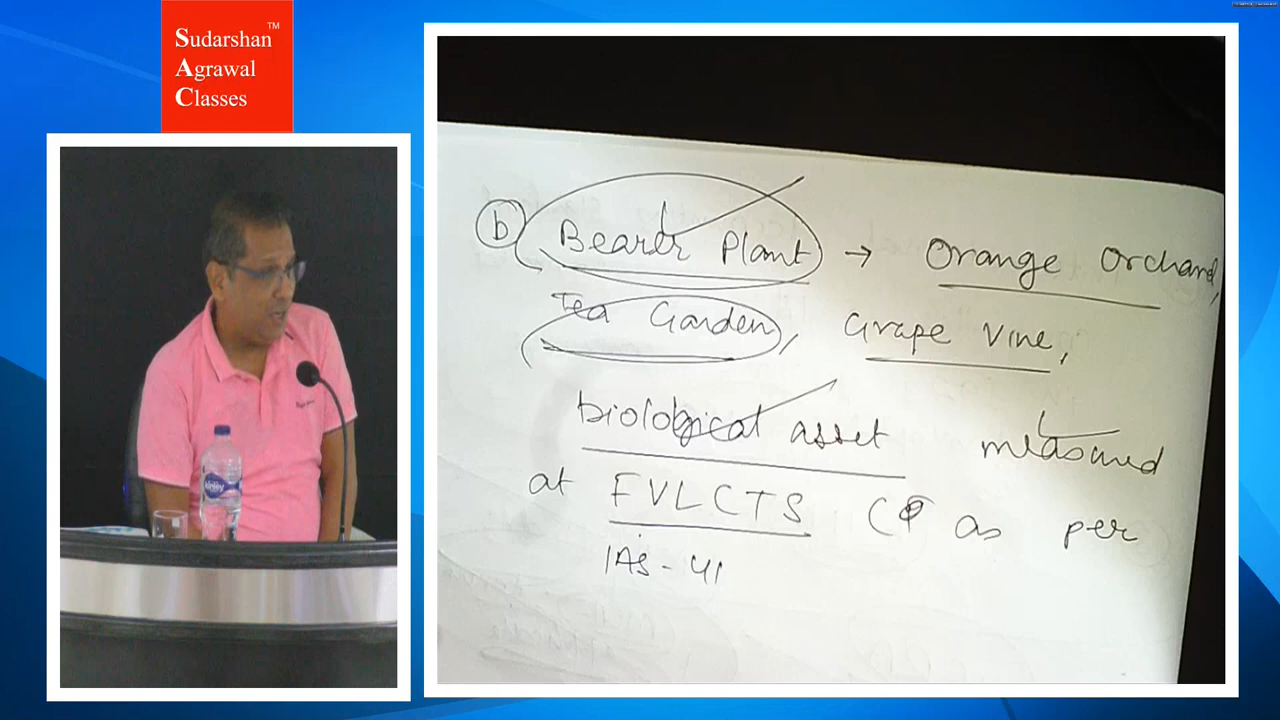 Sudarshan™
Agrawal
Classes
(b) Bearer Plant → Orange Orchard,
Tea Garden, Grape Vine,
biological asset measured
at FVLCTS ( as per
IAS-41